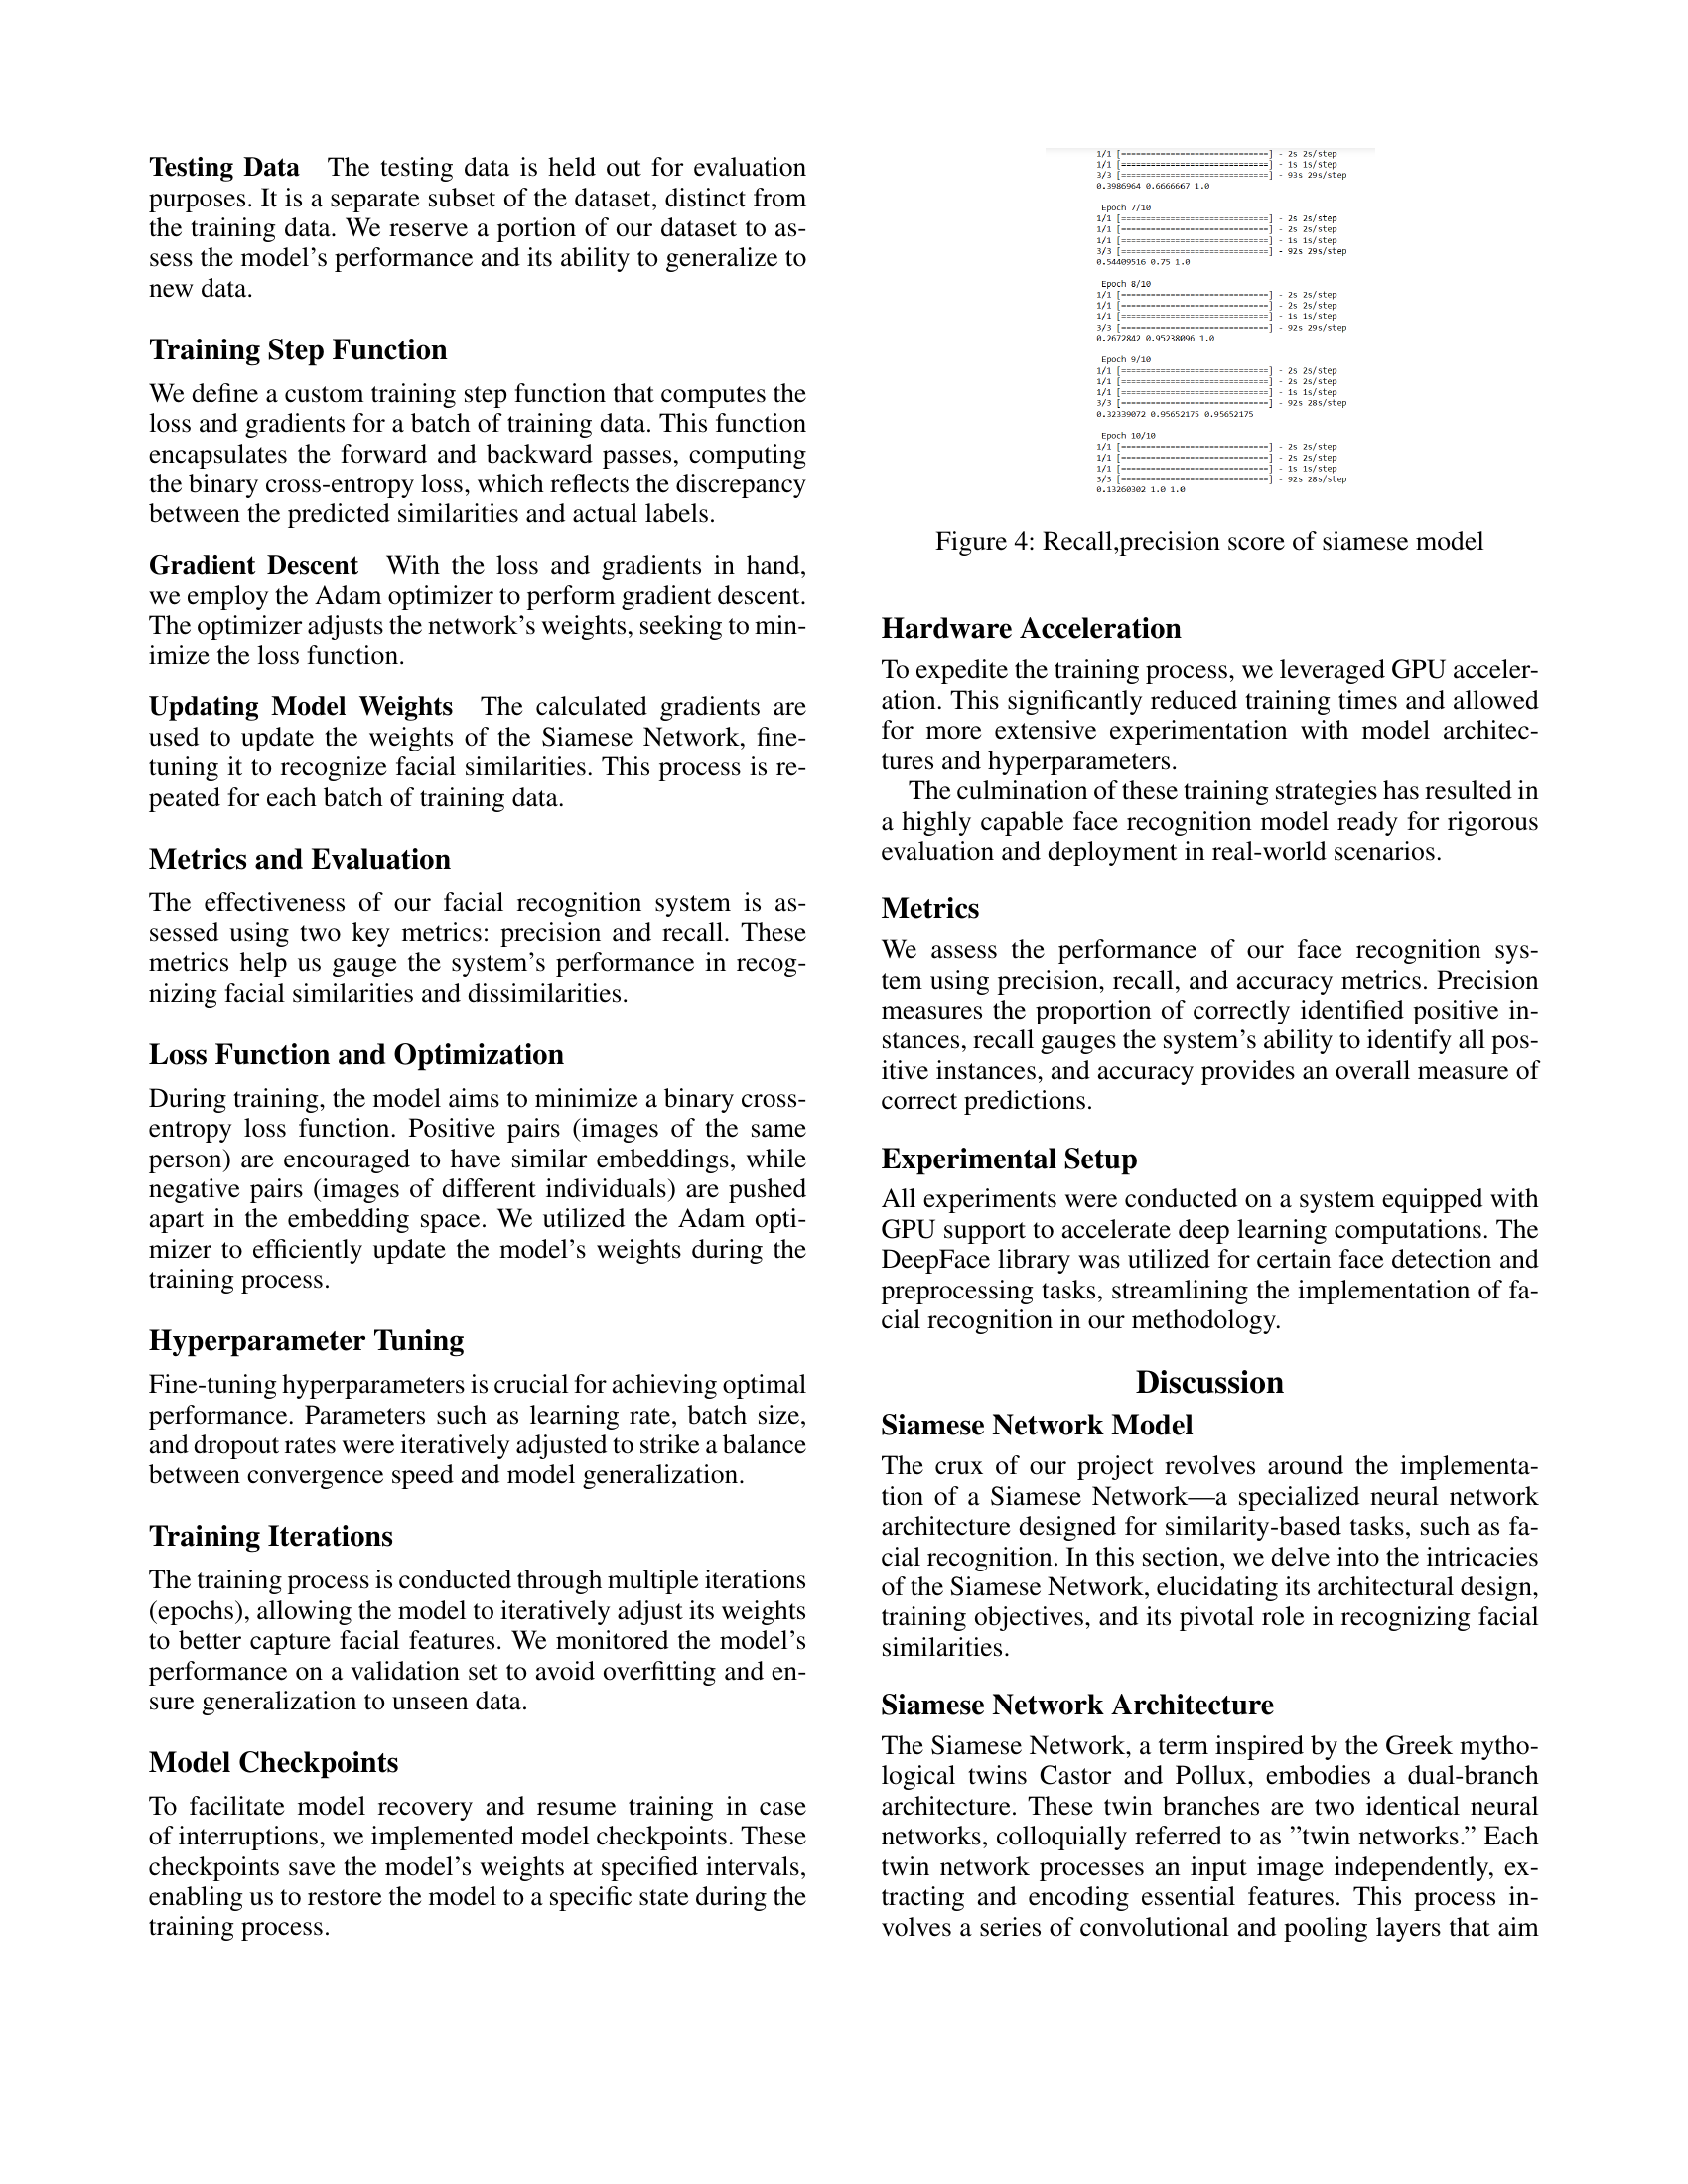 Testing Data The testing data is held out for evaluation
purposes. It is a separate subset of the dataset, distinct from
the training data. We reserve a portion of our dataset to as-
sess the model's performance and its ability to generalize to
new data.
Training Step Function
We define a custom training step function that computes the
loss and gradients for a batch of training data. This function
encapsulates the forward and backward passes, computing
the binary cross-entropy loss, which reflects the discrepancy
between the predicted similarities and actual labels.
Gradient Descent With the loss and gradients in hand,
we employ the Adam optimizer to perform gradient descent.
The optimizer adjusts the network's weights, seeking to min-
imize the loss function.
Updating Model Weights The calculated gradients are
used to update the weights of the Siamese Network, fine-
tuning it to recognize facial similarities. This process is re-
peated for each batch of training data.
Metrics and Evaluation
The effectiveness of our facial recognition system is as-
sessed using two key metrics: precision and recall. These
metrics help us gauge the system's performance in recog-
nizing facial similarities and dissimilarities.
Loss Function and Optimization
During training, the model aims to minimize a binary cross-
entropy loss function. Positive pairs (images of the same
person) are encouraged to have similar embeddings, while
negative pairs (images of different individuals) are pushed
apart in the embedding space. We utilized the Adam opti-
mizer to efficiently update the model's weights during the
training process.
Hyperparameter Tuning
Fine-tuning hyperparameters is crucial for achieving optimal
performance. Parameters such as learning rate, batch size,
and dropout rates were iteratively adjusted to strike a balance
between convergence speed and model generalization.
Training Iterations
The training process is conducted through multiple iterations
(epochs), allowing the model to iteratively adjust its weights
to better capture facial features. We monitored the model's
performance on a validation set to avoid overfitting and en-
sure generalization to unseen data.
Model Checkpoints
To facilitate model recovery and resume training in case
of interruptions, we implemented model checkpoints. These
checkpoints save the model's weights at specified intervals,
enabling us to restore the model to a specific state during the
training process.
1/1 [==============================] - 2s 2s/step
1/1 [==============================] - 1s 1s/step
3/3 [==============================] - 93s 29s/step
0.3986964 0.6666667 1.0
Epoch 7/10
1/1 [==============================] - 2s 2s/step
1/1 [==============================] - 2s 2s/step
1/1 [==============================] - 1s 1s/step
3/3 [==============================] - 92s 29s/step
0.54409516 0.75 1.0
Epoch 8/10
1/1 [==============================] - 2s 2s/step
1/1 [==============================] - 2s 2s/step
1/1 [==============================] - 1s 1s/step
3/3 [==============================] - 92s 29s/step
0.2672842 0.95238096 1.0
Epoch 9/10
1/1 [==============================] - 2s 2s/step
1/1 [==============================] - 2s 2s/step
1/1 [==============================] - 1s 1s/step
3/3 [==============================] - 92s 28s/step
0.32339072 0.95652175 0.95652175
Epoch 10/10
1/1 [==============================] - 2s 2s/step
1/1 [==============================] - 2s 2s/step
1/1 [==============================] - 1s 1s/step
3/3 [==============================] - 92s 28s/step
0.13260302 1.0 1.0
Figure 4: Recall,precision score of siamese model
Hardware Acceleration
To expedite the training process, we leveraged GPU acceler-
ation. This significantly reduced training times and allowed
for more extensive experimentation with model architec-
tures and hyperparameters.
The culmination of these training strategies has resulted in
a highly capable face recognition model ready for rigorous
evaluation and deployment in real-world scenarios.
Metrics
We assess the performance of our face recognition sys-
tem using precision, recall, and accuracy metrics. Precision
measures the proportion of correctly identified positive in-
stances, recall gauges the system's ability to identify all pos-
itive instances, and accuracy provides an overall measure of
correct predictions.
Experimental Setup
All experiments were conducted on a system equipped with
GPU support to accelerate deep learning computations. The
DeepFace library was utilized for certain face detection and
preprocessing tasks, streamlining the implementation of fa-
cial recognition in our methodology.
Discussion
Siamese Network Model
The crux of our project revolves around the implementa-
tion of a Siamese Network—a specialized neural network
architecture designed for similarity-based tasks, such as fa-
cial recognition. In this section, we delve into the intricacies
of the Siamese Network, elucidating its architectural design,
training objectives, and its pivotal role in recognizing facial
similarities.
Siamese Network Architecture
The Siamese Network, a term inspired by the Greek mytho-
logical twins Castor and Pollux, embodies a dual-branch
architecture. These twin branches are two identical neural
networks, colloquially referred to as ”twin networks.” Each
twin network processes an input image independently, ex-
tracting and encoding essential features. This process in-
volves a series of convolutional and pooling layers that aim